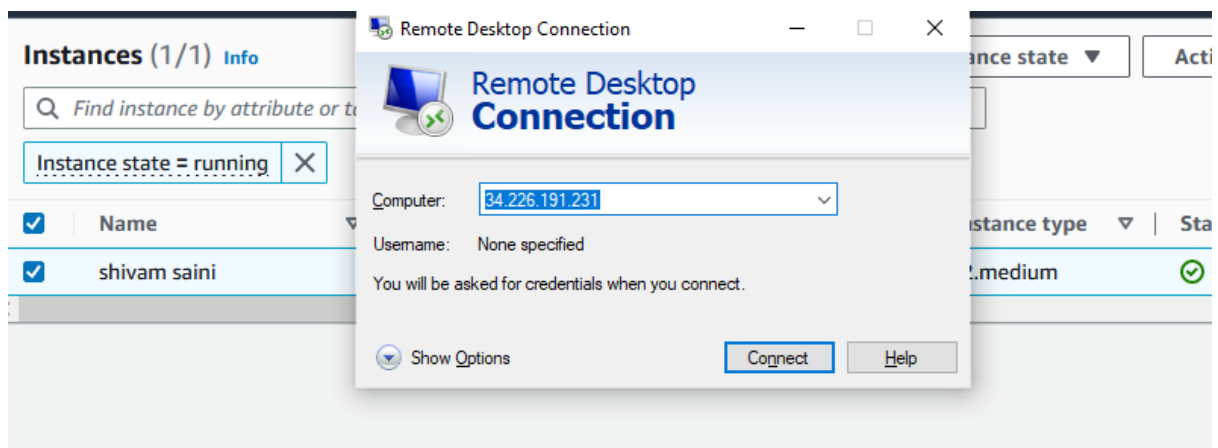 Instances (1/1) Info
Find instance by attribute or ta
Instance state = running
Name
shivam saini
Remote Desktop Connection
Remote Desktop
Connection
Computer: 34.226.191.231
Username: None specified
You will be asked for credentials when you connect.
Show Options
Connect
Help
ance state
Acti
stance type
Sta
2.medium